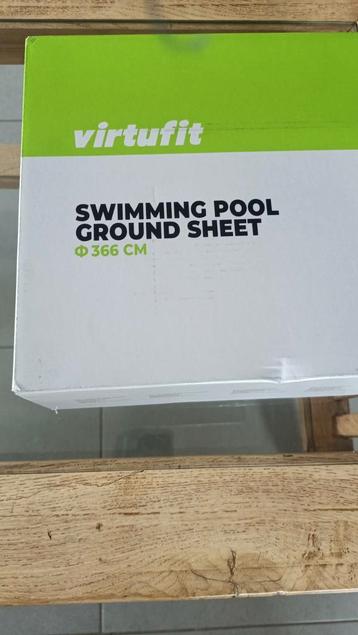 virtufit
SWIMMING POOL
GROUND SHEET
Φ 366 CM